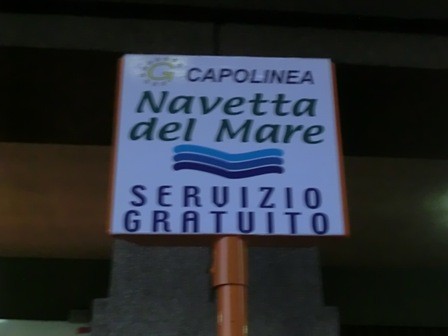 G CAPOLINEA
Navetta
del Mare
SERVIZIO
GRATUITO